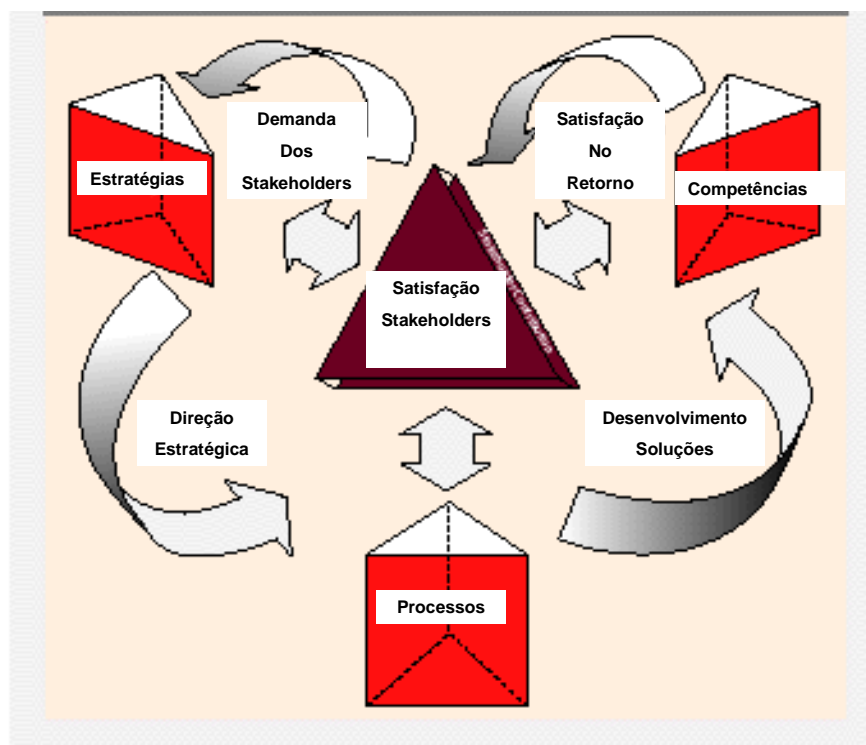 Demanda
Dos
Stakeholders
Satisfação
No
Retorno
Estratégias
Competências
Satisfação
Stakeholders
Direção
Estratégica
Desenvolvimento
Soluções
Processos